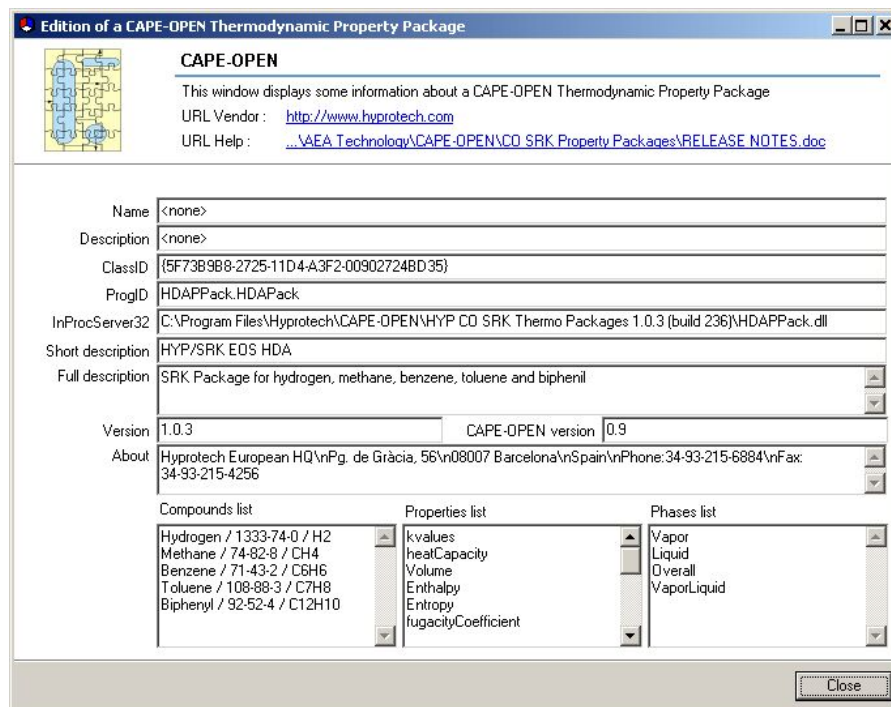 Edition of a CAPE-OPEN Thermodynamic Property Package
CAPE-OPEN
This window displays some information about a CAPE-OPEN Thermodynamic Property Package
URL Vendor : http://www.hyprotech.com
URL Help : ...\AEA Technology\CAPE-OPEN\CO SRK Property Packages\RELEASE NOTES.doc
Name <none>
Description <none>
ClassID {5F73B9B8-2725-11D4-A3F2-00902724BD35}
ProgID HDAPPack.HDAPack
InProcServer32 C:\Program Files\Hyprotech\CAPE-OPEN\HYP CO SRK Thermo Packages 1.0.3 (build 236)\HDAPPack.dll
Short description HYP/SRK EOS HDA
Full description SRK Package for hydrogen, methane, benzene, toluene and biphenil
Version 1.0.3 CAPE-OPEN version 0.9
About Hyprotech European HQ\nPg. de Gràcia, 56\n08007 Barcelona\nSpain\nPhone:34-93-215-6884\nFax:
34-93-215-4256
Compounds list Properties list Phases list
Hydrogen / 1333-74-0 / H2 kvalues Vapor
Methane / 74-82-8 / CH4 heatCapacity Liquid
Benzene / 71-43-2 / C6H6 Volume Overall
Toluene / 108-88-3 / C7H8 Enthalpy VaporLiquid
Biphenyl / 92-52-4 / C12H10 Entropy
fugacityCoefficient
Close